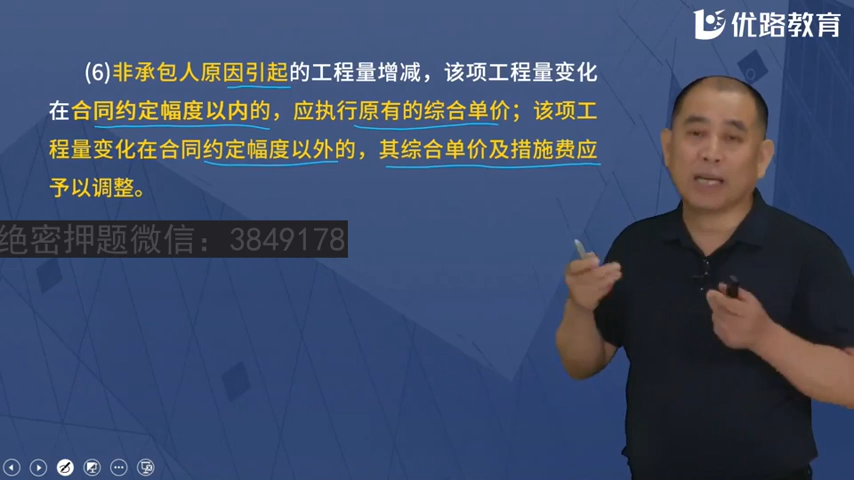 优路教育
(6)非承包人原因引起的工程量增减，该项工程量变化
在合同约定幅度以内的，应执行原有的综合单价；该项工
程量变化在合同约定幅度以外的，其综合单价及措施费应
予以调整。
绝密押题微信：3849178